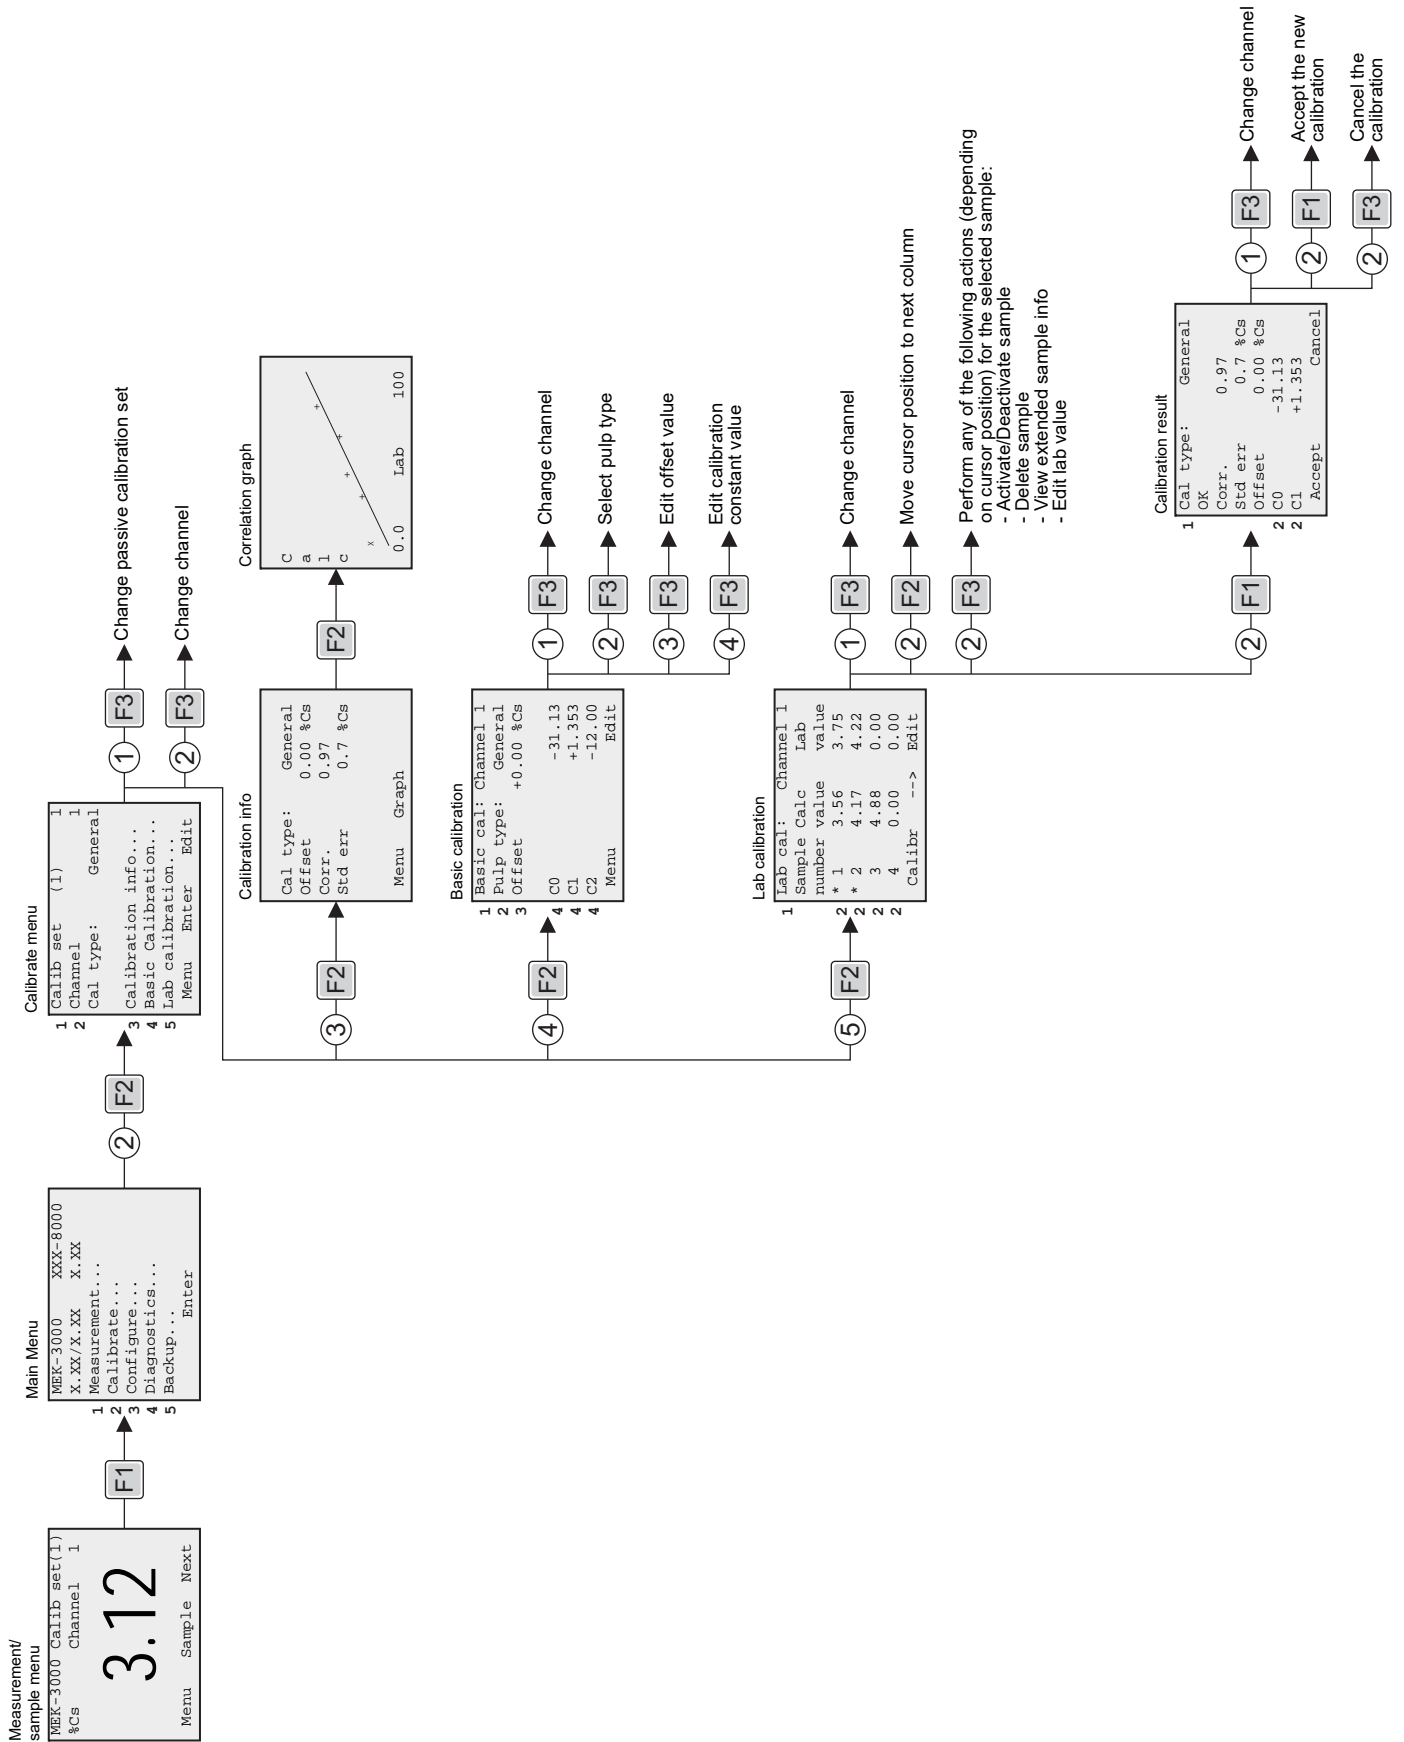 Measurement/
sample menu
MEK-3000 Calib set(1)
%Cs Channel 1
3.12
Menu Sample Next
F1
Main Menu
MEK-3000 XXX-8000
X.XX/X.XX X.XX
1 Measurement...
2 Calibrate...
3 Configure...
4 Diagnostics...
5 Backup...
Enter
2 F2
Calibrate menu
1 Calib set (1) 1
2 Channel 1
Cal type: General
3 Calibration info...
4 Basic Calibration...
5 Lab calibration...
Menu Enter Edit
1 F3 Change passive calibration set
2 F3 Change channel
3 F2
Calibration info
Cal type: General
Offset 0.00 %Cs
Corr. 0.97
Std err 0.7 %Cs
Menu Graph
F2
Correlation graph
C
a
l
c
x
+
+
+
+
0.0 Lab 100
4 F2
Basic calibration
1 Basic cal: Channel 1
2 Pulp type: General
3 Offset +0.00 %Cs
4 C0 -31.13
4 C1 +1.353
4 C2 -12.00
Menu Edit
1 F3 Change channel
2 F3 Select pulp type
3 F3 Edit offset value
4 F3 Edit calibration
constant value
5 F2
Lab calibration
1 Lab cal: Channel 1
Sample Calc Lab
number value value
2 * 1 3.56 3.75
2 * 2 4.17 4.22
2 3 4.88 0.00
2 4 0.00 0.00
Calibr --> Edit
1 F3 Change channel
2 F2 Move cursor position to next column
2 F3 Perform any of the following actions (depending
on cursor position) for the selected sample:
- Activate/Deactivate sample
- Delete sample
- View extended sample info
- Edit lab value
2 F1
Calibration result
1 Cal type: General
OK
Corr. 0.97
Std err 0.7 %Cs
Offset 0.00 %Cs
2 C0 -31.13
2 C1 +1.353
Accept Cancel
1 F3 Change channel
2 F1 Accept the new
calibration
2 F3 Cancel the
calibration